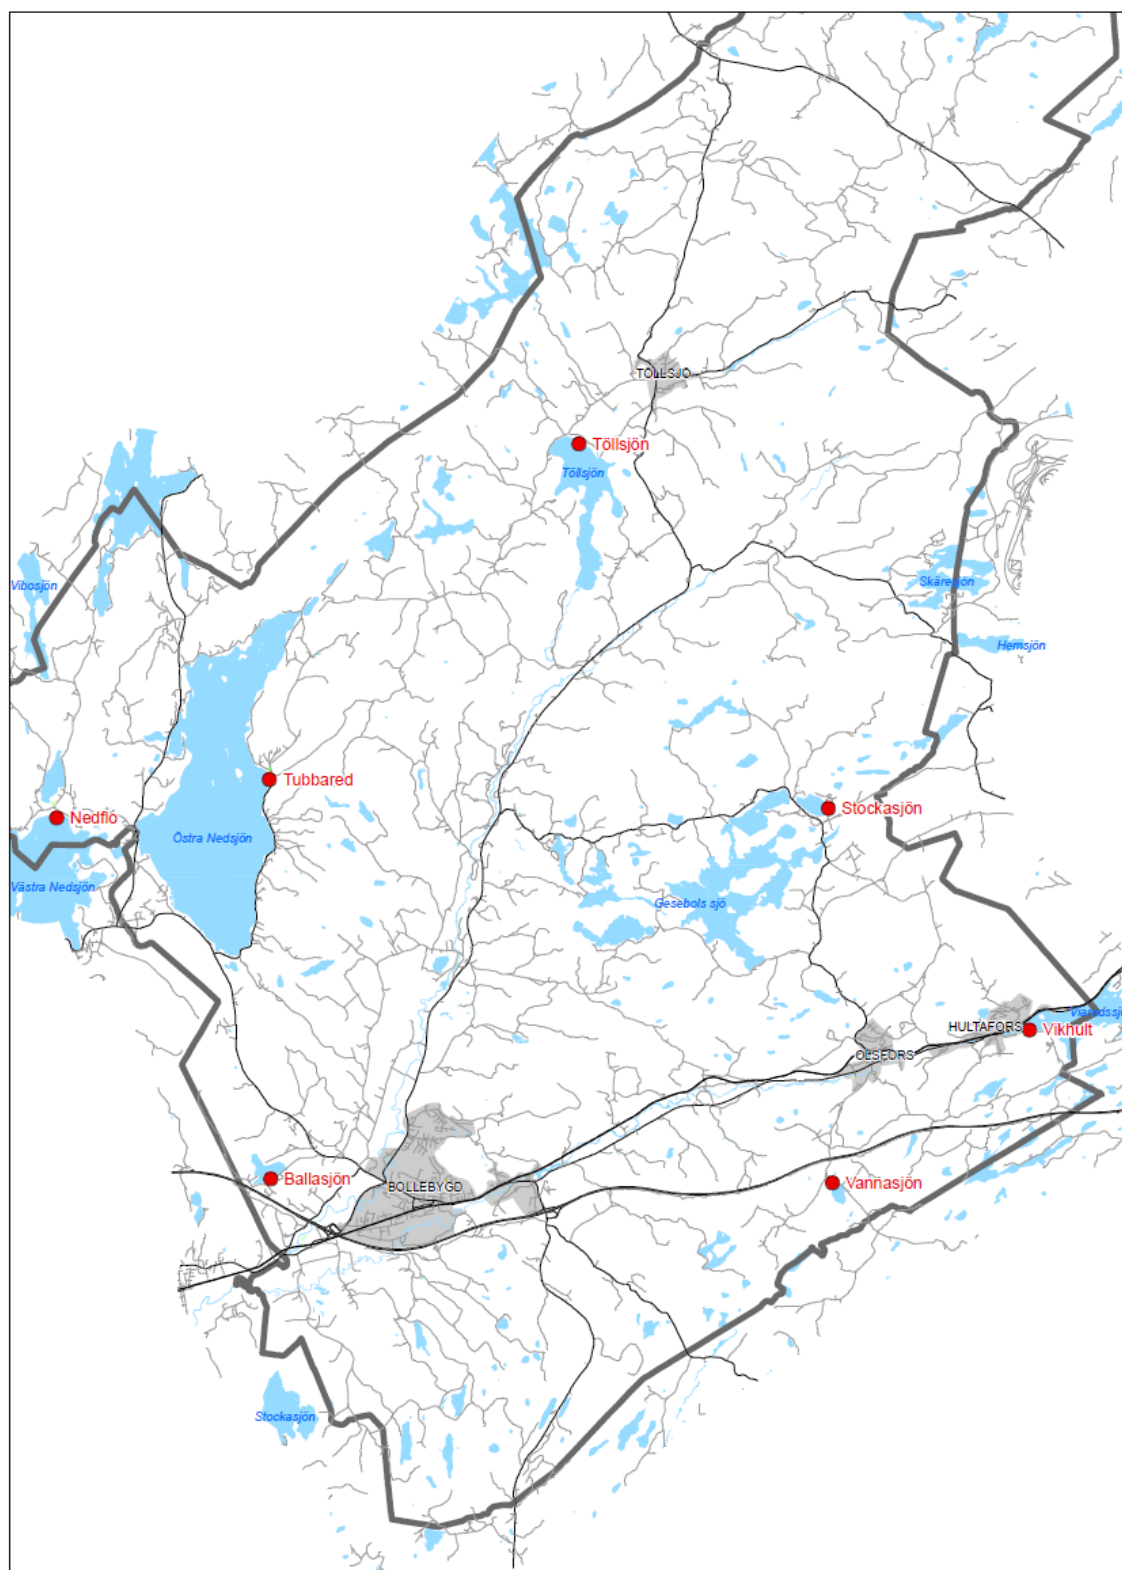 TÖLLSJÖ
Töllsjön
Töllsjön
Vibosjön
Skäresjön
Hemsjön
Tubbared
Nedflo
Stockasjön
Östra Nedsjön
Västra Nedsjön
Gesebols sjö
HULTAFORS
Viaredssjö
Vikhult
OLSFORS
Ballasjön
BOLLEBYGD
Vannasjön
Stockasjön